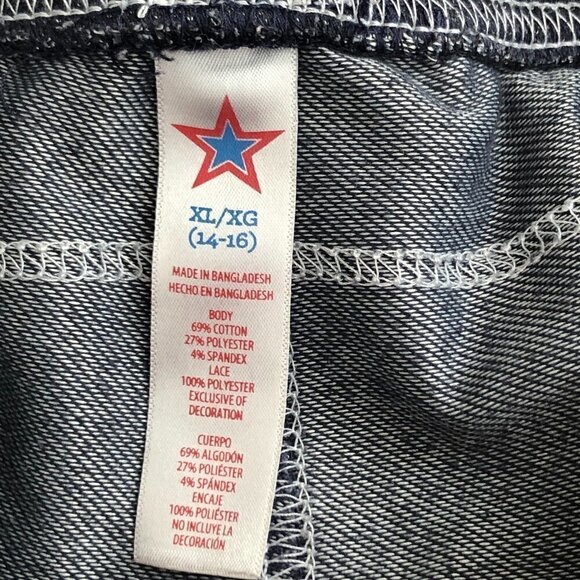 XL/XG
(14-16)
MADE IN BANGLADESH
HECHO EN BANGLADESH
BODY
69% COTTON
27% POLYESTER
4% SPANDEX
LACE
100% POLYESTER
EXCLUSIVE OF
DECORATION
CUERPO
69% ALGODÓN
27% POLIÉSTER
4% SPÁNDEX
ENCAJE
100% POLIÉSTER
NO INCLUYE LA
DECORACIÓN